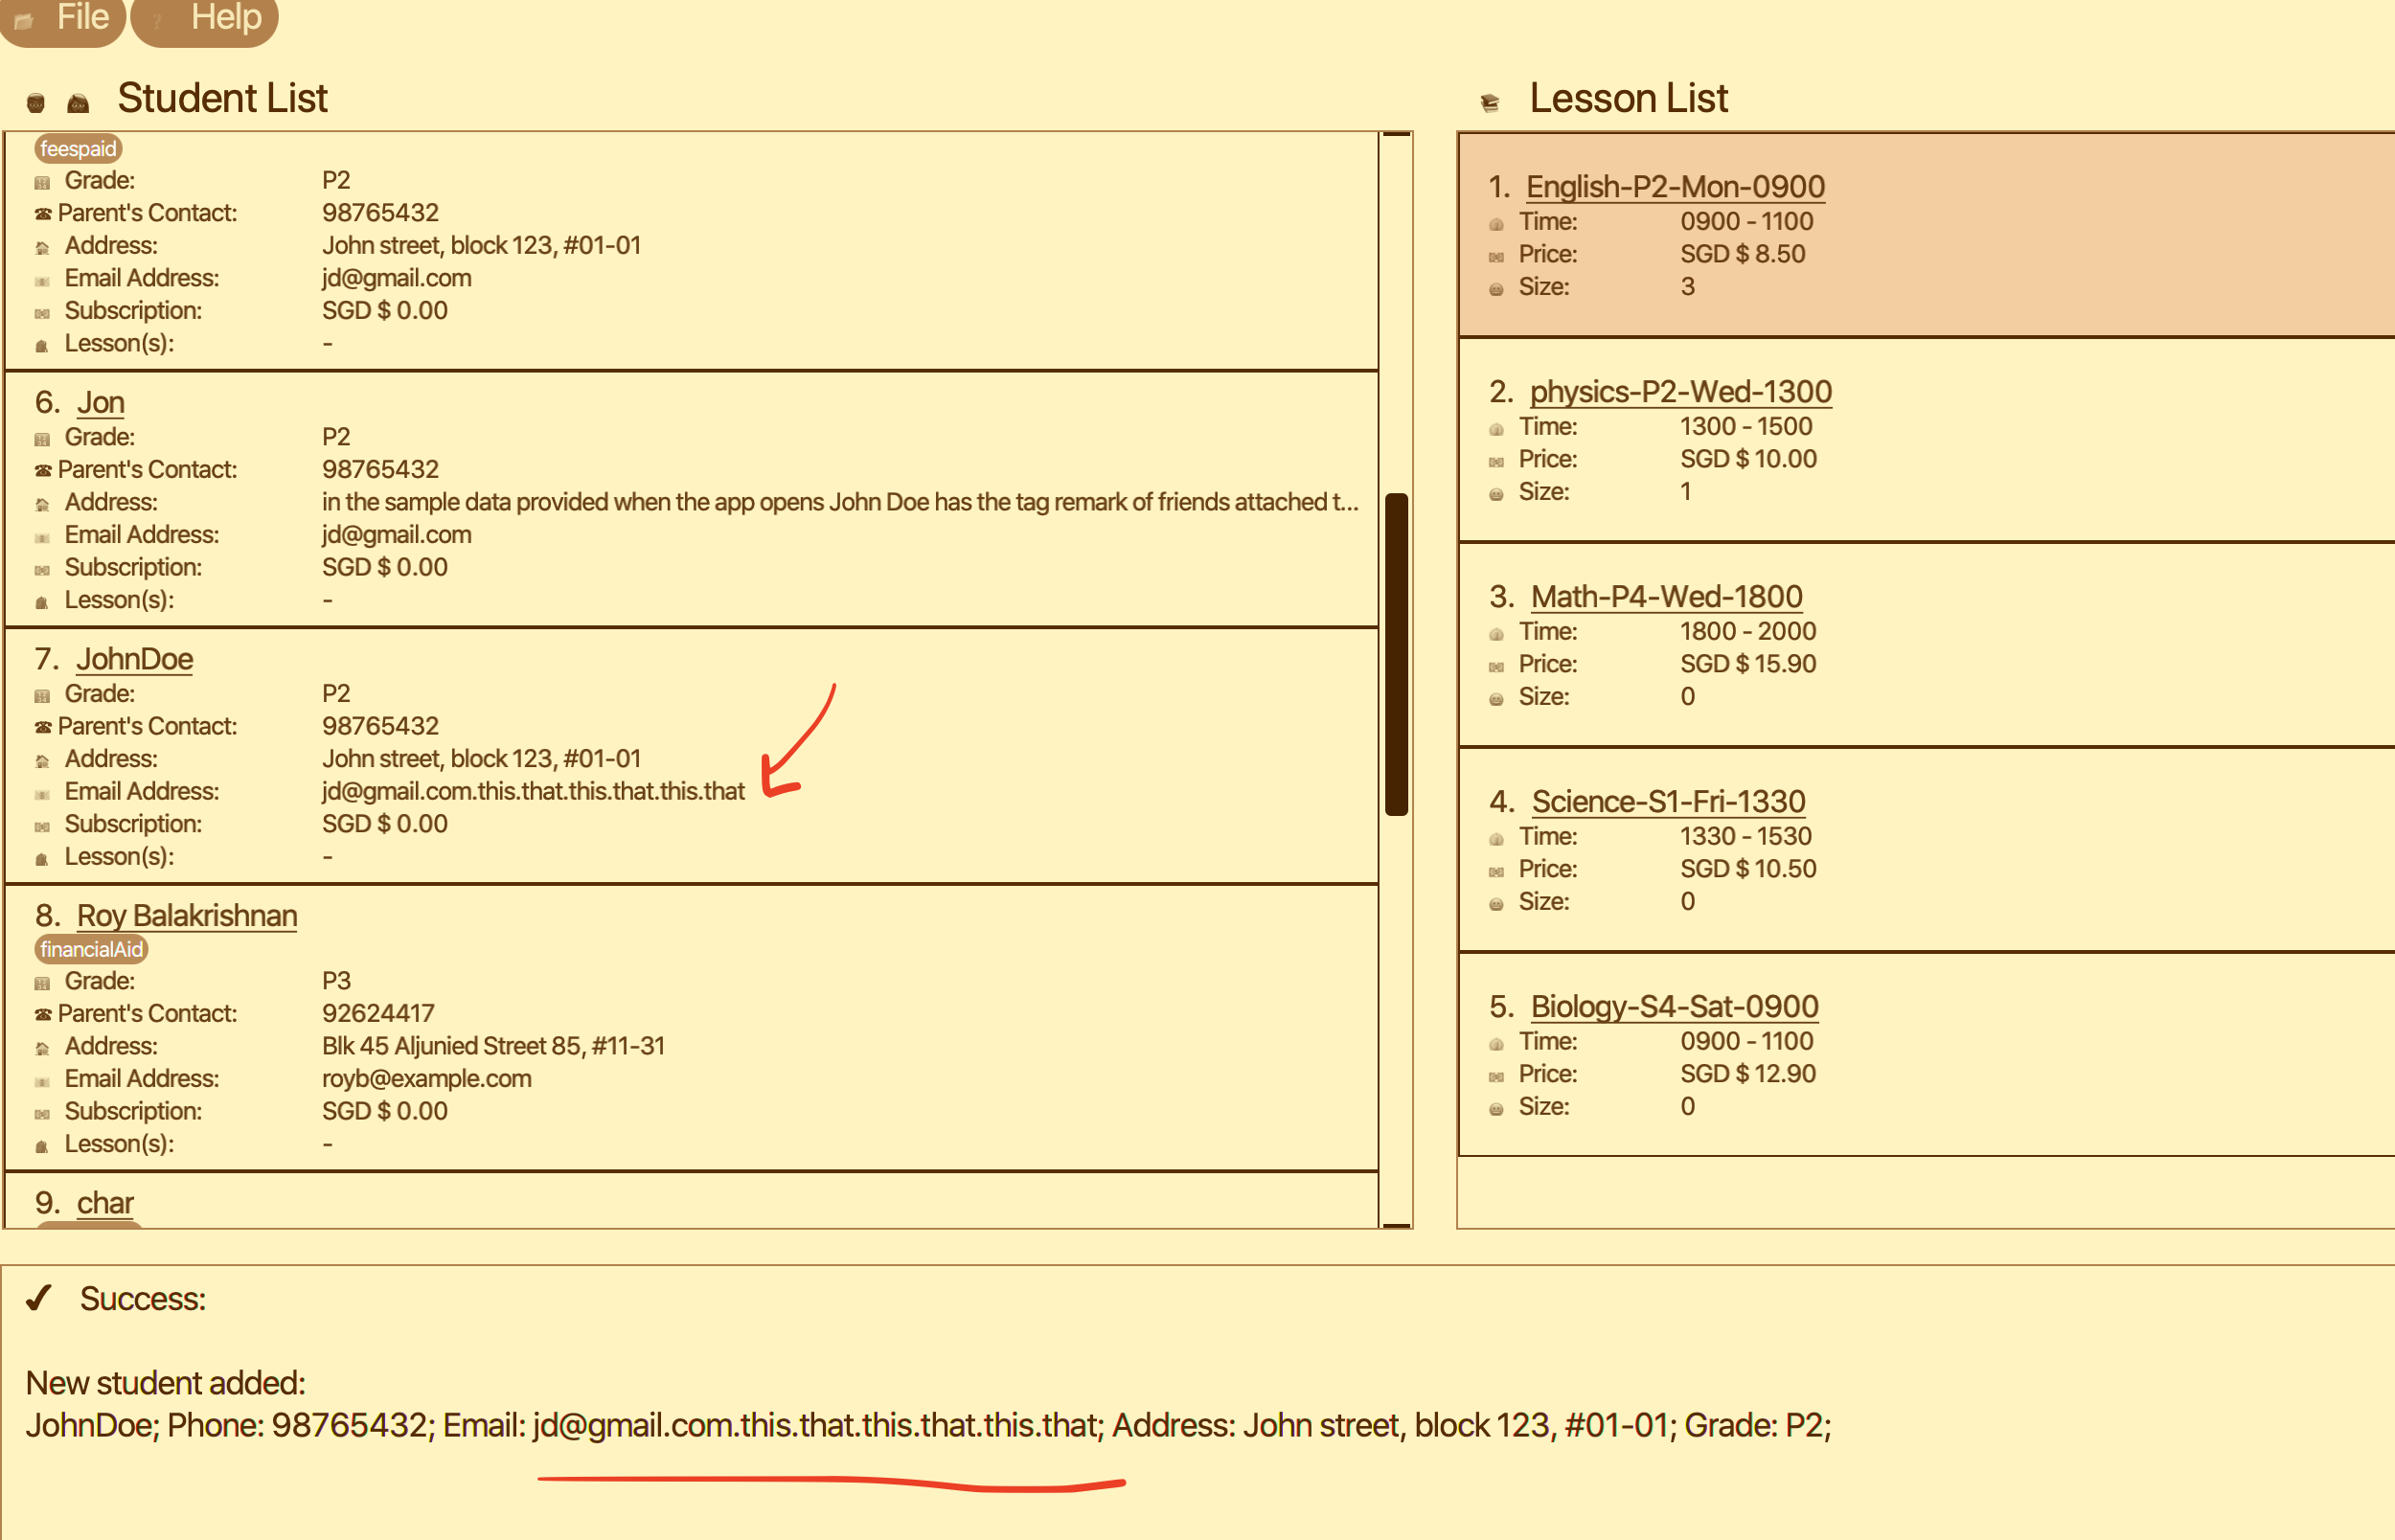 File Help
Student List
feespaid
Grade: P2
Parent's Contact: 98765432
Address: John street, block 123, #01-01
Email Address: jd@gmail.com
Subscription: SGD $ 0.00
Lesson(s): -
6. Jon
Grade: P2
Parent's Contact: 98765432
Address: in the sample data provided when the app opens John Doe has the tag remark of friends attached t...
Email Address: jd@gmail.com
Subscription: SGD $ 0.00
Lesson(s): -
7. JohnDoe
Grade: P2
Parent's Contact: 98765432
Address: John street, block 123, #01-01
Email Address: jd@gmail.com.this.that.this.that.this.that
Subscription: SGD $ 0.00
Lesson(s): -
8. Roy Balakrishnan
financialAid
Grade: P3
Parent's Contact: 92624417
Address: Blk 45 Aljunied Street 85, #11-31
Email Address: royb@example.com
Subscription: SGD $ 0.00
Lesson(s): -
9. char
Lesson List
1. English-P2-Mon-0900
Time: 0900 - 1100
Price: SGD $ 8.50
Size: 3
2. physics-P2-Wed-1300
Time: 1300 - 1500
Price: SGD $ 10.00
Size: 1
3. Math-P4-Wed-1800
Time: 1800 - 2000
Price: SGD $ 15.90
Size: 0
4. Science-S1-Fri-1330
Time: 1330 - 1530
Price: SGD $ 10.50
Size: 0
5. Biology-S4-Sat-0900
Time: 0900 - 1100
Price: SGD $ 12.90
Size: 0
Success:
New student added:
JohnDoe; Phone: 98765432; Email: jd@gmail.com.this.that.this.that.this.that; Address: John street, block 123, #01-01; Grade: P2;